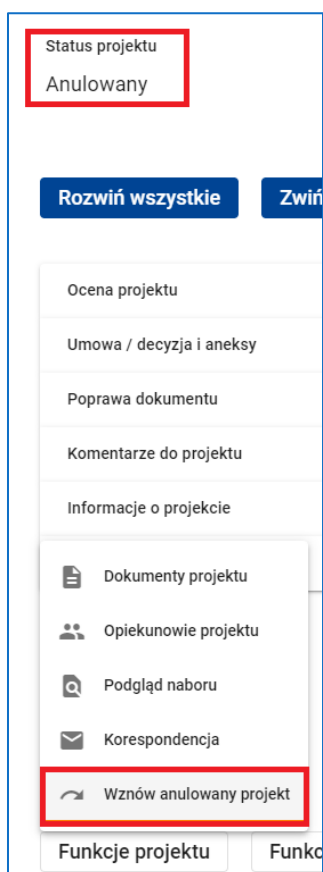 Status projektu
Anulowany
Rozwiń wszystkie Zwiń
Ocena projektu
Umowa / decyzja i aneksy
Poprawa dokumentu
Komentarze do projektu
Informacje o projekcie
Dokumenty projektu
Opiekunowie projektu
Podgląd naboru
Korespondencja
Wznów anulowany projekt
Funkcje projektu